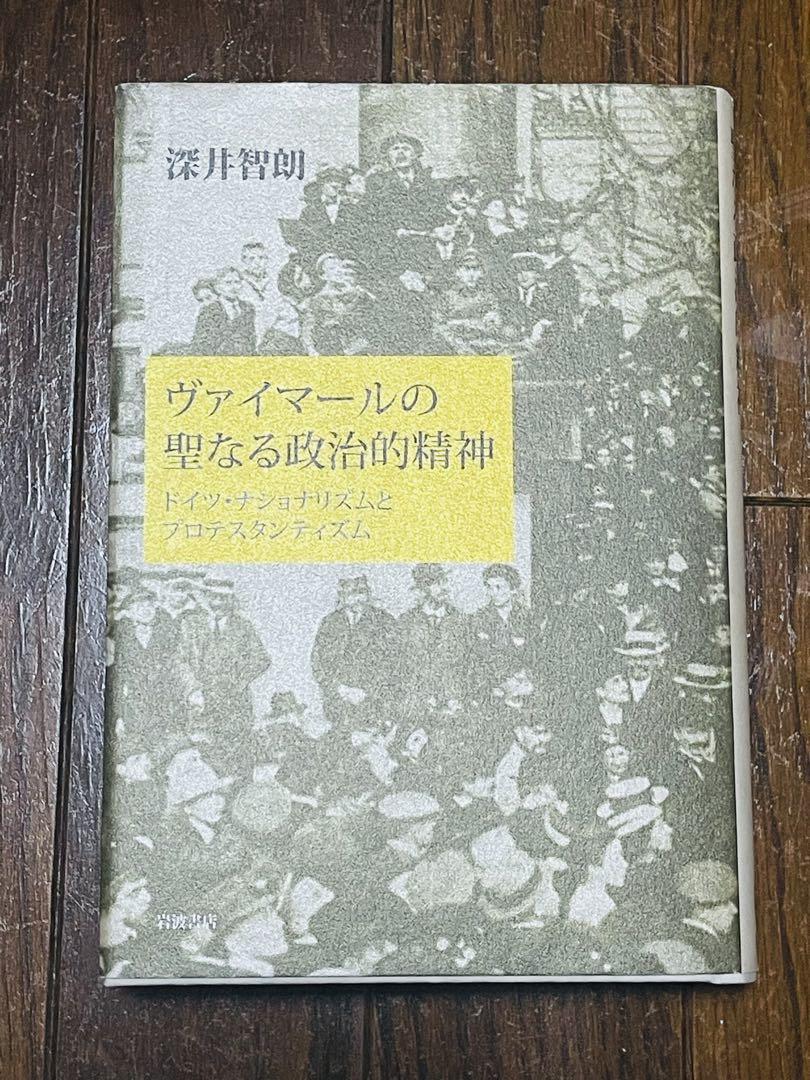 深井智朗
ヴァイマールの
聖なる政治的精神
ドイツ・ナショナリズムと
プロテスタンティズム
岩波書店